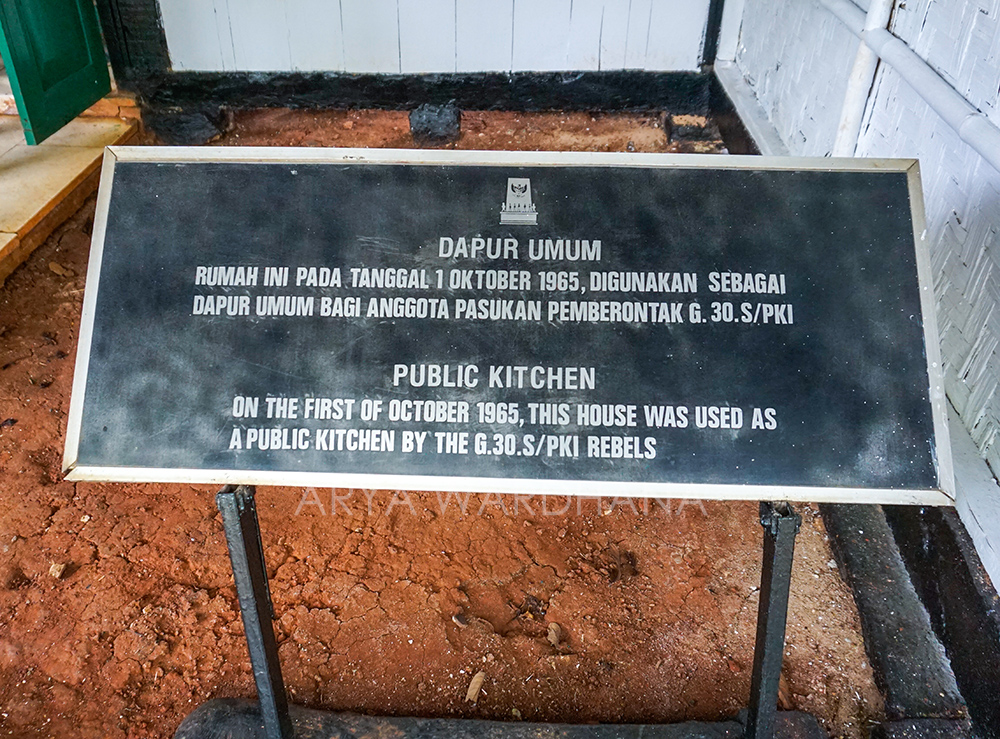 DAPUR UMUM
RUMAH INI PADA TANGGAL 1 OKTOBER 1965, DIGUNAKAN SEBAGAI
DAPUR UMUM BAGI ANGGOTA PASUKAN PEMBERONTAK G. 30.S/PKI
PUBLIC KITCHEN
ON THE FIRST OF OCTOBER 1965, THIS HOUSE WAS USED AS
A PUBLIC KITCHEN BY THE G.30.S/PKI REBELS
ARYA WARDHANA